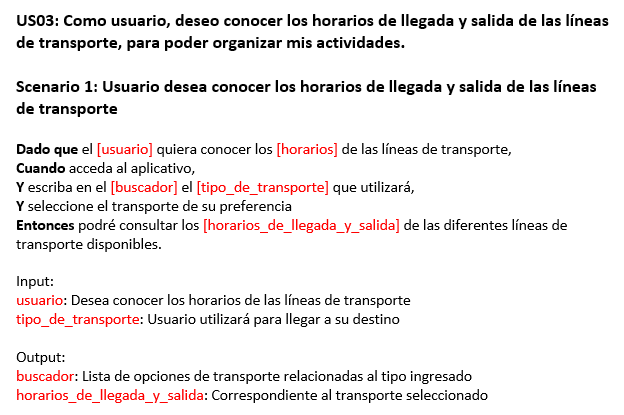 US03: Como usuario, deseo conocer los horarios de llegada y salida de las líneas
de transporte, para poder organizar mis actividades.
Scenario 1: Usuario desea conocer los horarios de llegada y salida de las líneas
de transporte
Dado que el [usuario] quiera conocer los [horarios] de las líneas de transporte,
Cuando acceda al aplicativo,
Y escriba en el [buscador] el [tipo_de_transporte] que utilizará,
Y seleccione el transporte de su preferencia
Entonces podré consultar los [horarios_de_llegada_y_salida] de las diferentes líneas de
transporte disponibles.
Input:
usuario: Desea conocer los horarios de las líneas de transporte
tipo_de_transporte: Usuario utilizará para llegar a su destino
Output:
buscador: Lista de opciones de transporte relacionadas al tipo ingresado
horarios_de_llegada_y_salida: Correspondiente al transporte seleccionado